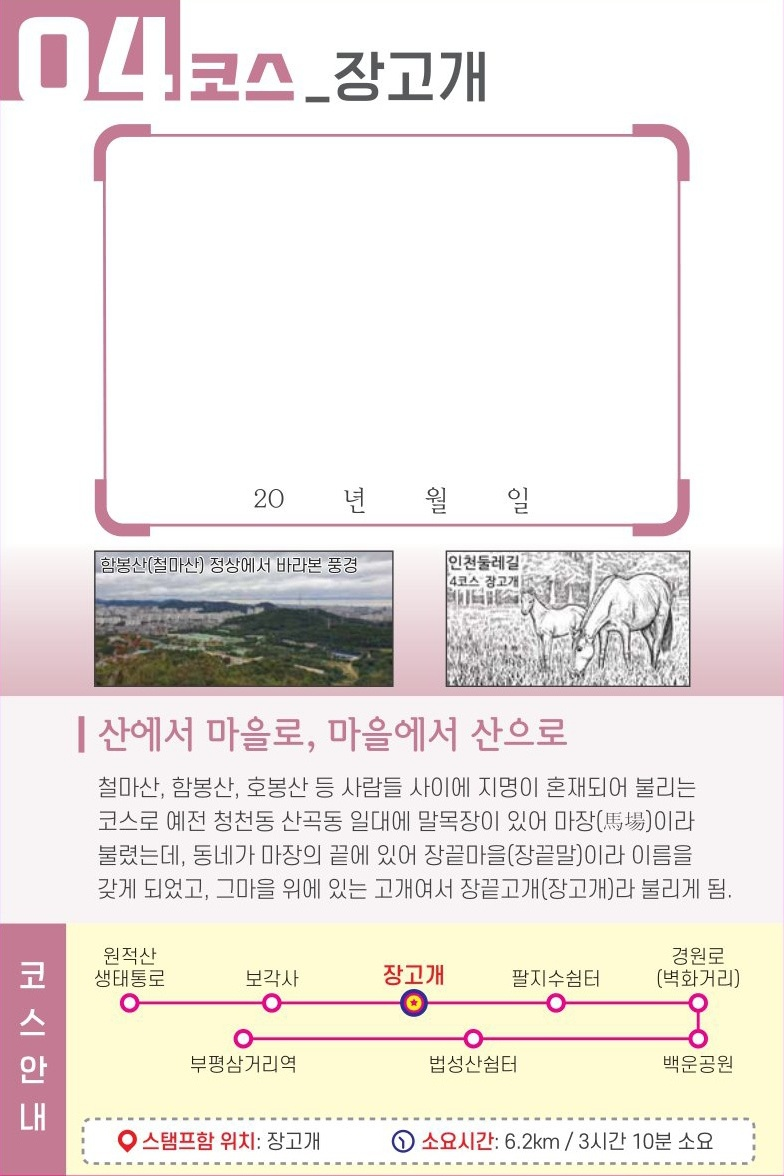 04코스_장고개
20 년 월 일
함봉산(철마산) 정상에서 바라본 풍경
인천둘레길
4코스 장고개
산에서 마을로, 마을에서 산으로
철마산, 함봉산, 호봉산 등 사람들 사이에 지명이 혼재되어 불리는
코스로 예전 청천동 산곡동 일대에 말목장이 있어 마장(馬場)이라
불렸는데, 동네가 마장의 끝에 있어 장끝마을(장끝말)이라 이름을
갖게 되었고, 그마을 위에 있는 고개여서 장끝고개(장고개)라 불리게 됨.
코스안내
원적산
생태통로
보각사
장고개
팔지수쉼터
경원로
(벽화거리)
부평삼거리역
법성산쉼터
백운공원
스탬프함 위치: 장고개
소요시간: 6.2km / 3시간 10분 소요